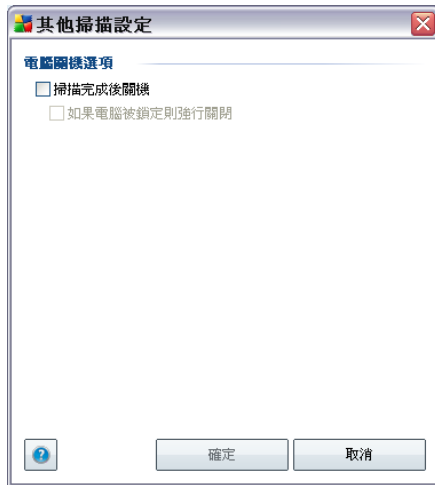 其他掃描設定
電腦關機選項
掃描完成後關機
如果電腦被鎖定則強行關閉
?
確定
取消